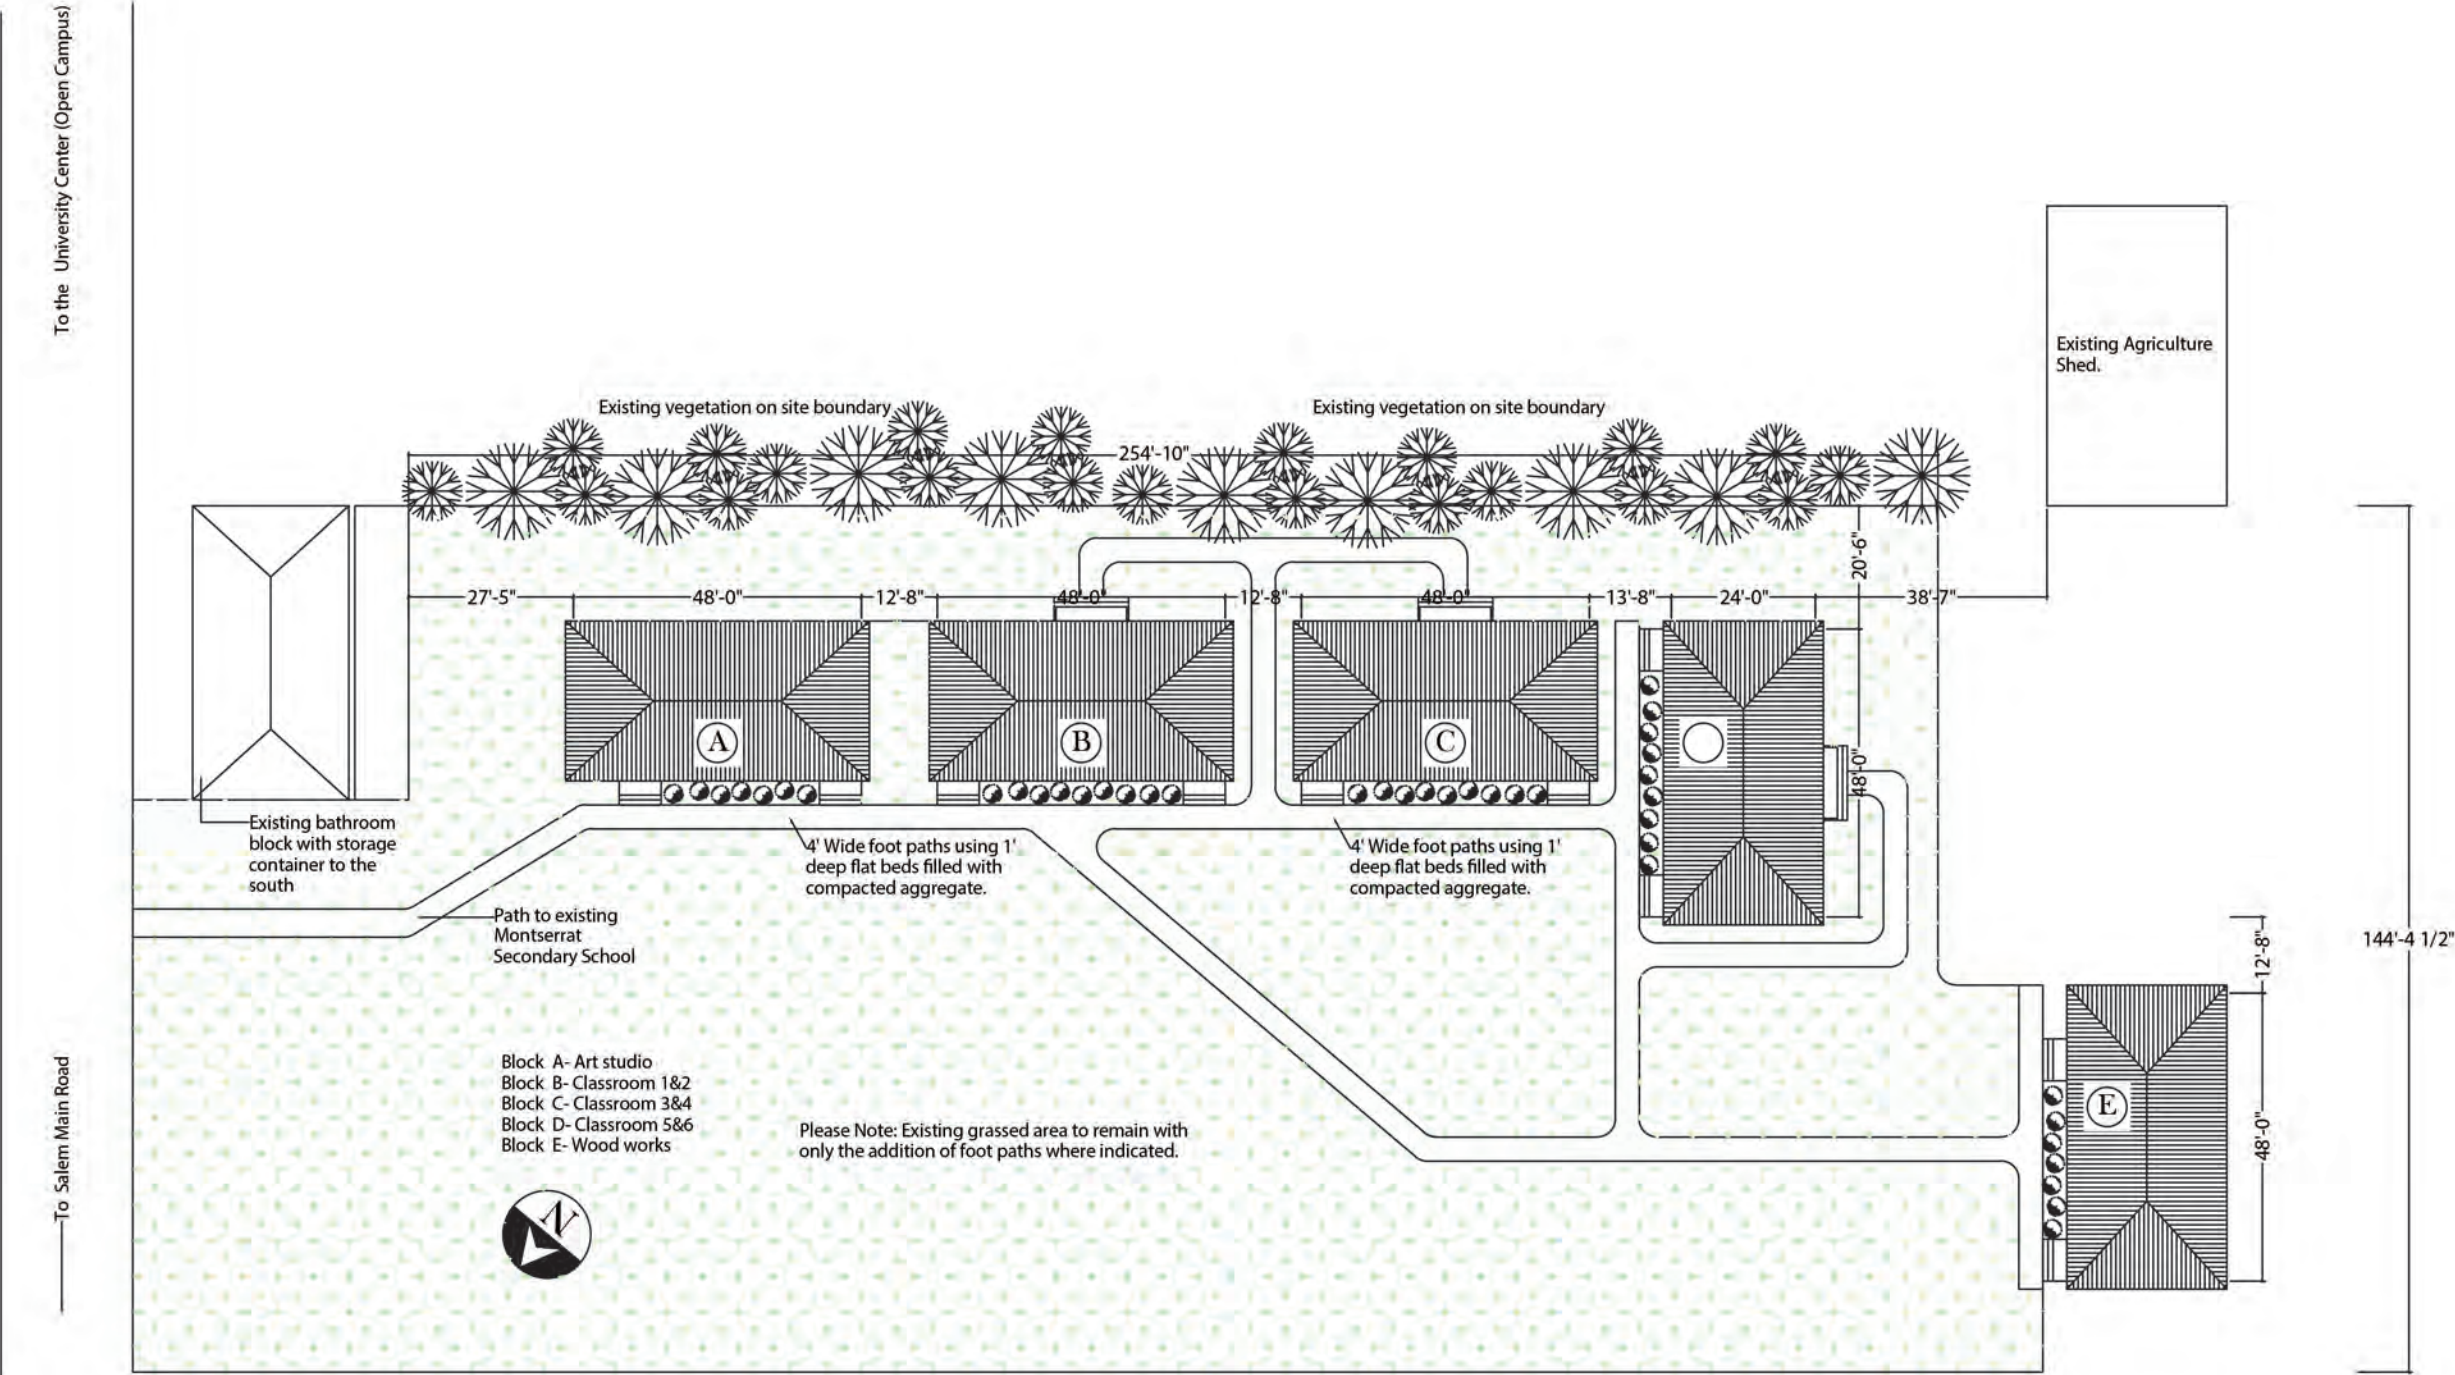 To the University Center (Open Campus)
Existing Agriculture
Shed.
Existing vegetation on site boundary
Existing vegetation on site boundary
254'-10"
20'-6"
27'-5"
48'-0"
12'-8"
48'-0"
12'-8"
48'-0"
13'-8"
24'-0"
38'-7"
A
B
C
48'-0"
Existing bathroom
block with storage
container to the
south
4' Wide foot paths using 1'
deep flat beds filled with
compacted aggregate.
4' Wide foot paths using 1'
deep flat beds filled with
compacted aggregate.
Path to existing
Montserrat
Secondary School
12'-8"
144'-4 1/2"
To Salem Main Road
Block A- Art studio
Block B- Classroom 1&2
Block C- Classroom 3&4
Block D- Classroom 5&6
Block E- Wood works
Please Note: Existing grassed area to remain with
only the addition of foot paths where indicated.
E
48'-0"
N